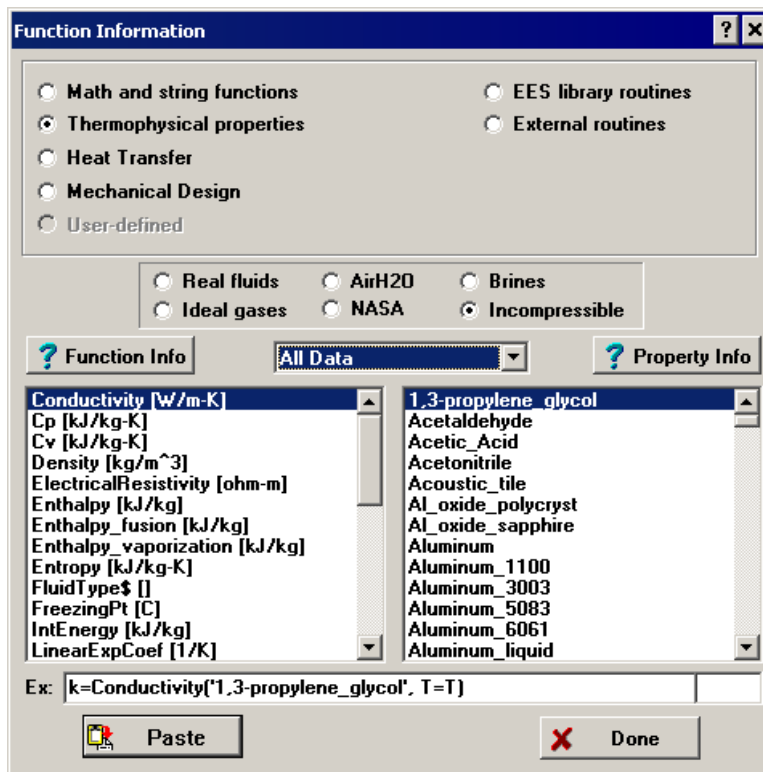 Function Information
Math and string functions
EES library routines
Thermophysical properties
External routines
Heat Transfer
Mechanical Design
User-defined
Real fluids
AirH2O
Brines
Ideal gases
NASA
Incompressible
? Function Info
All Data
? Property Info
Conductivity [W/m-K]
Cp [kJ/kg-K]
Cv [kJ/kg-K]
Density [kg/m^3]
ElectricalResistivity [ohm-m]
Enthalpy [kJ/kg]
Enthalpy_fusion [kJ/kg]
Enthalpy_vaporization [kJ/kg]
Entropy [kJ/kg-K]
FluidType$ []
FreezingPt [C]
IntEnergy [kJ/kg]
LinearExpCoef [1/K]
1,3-propylene_glycol
Acetaldehyde
Acetic_Acid
Acetonitrile
Acoustic_tile
Al_oxide_polycryst
Al_oxide_sapphire
Aluminum
Aluminum_1100
Aluminum_3003
Aluminum_5083
Aluminum_6061
Aluminum_liquid
Ex: k=Conductivity('1,3-propylene_glycol', T=T)
Paste
Done